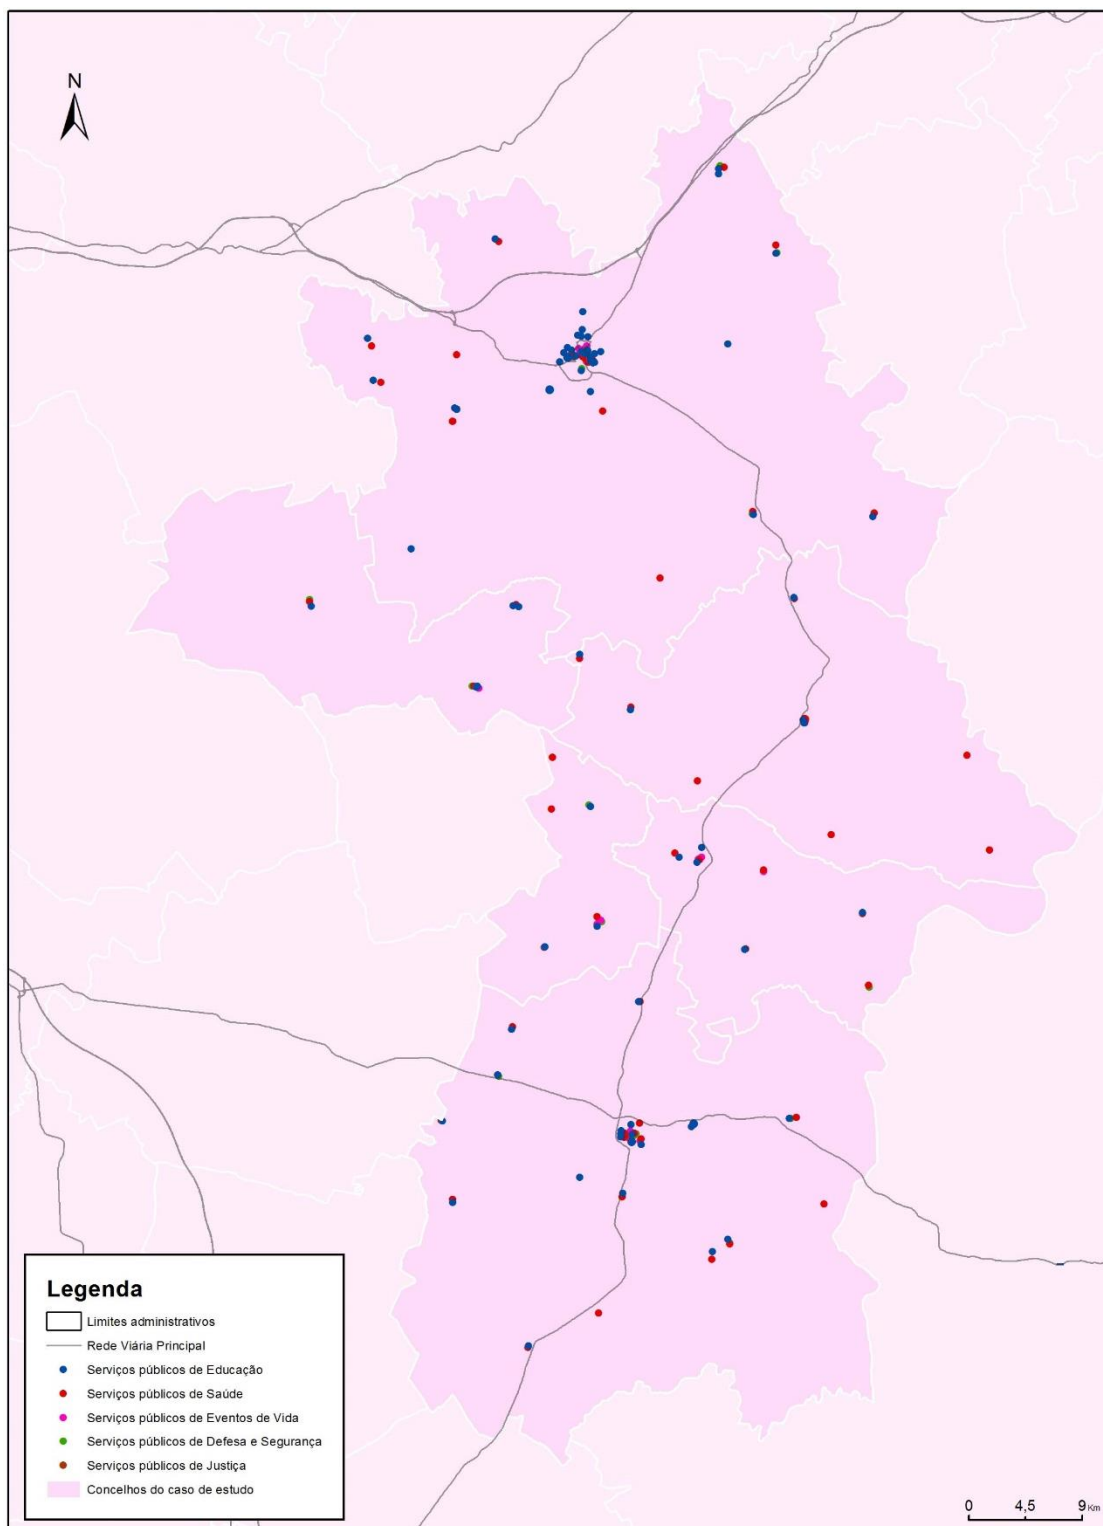 N
Legenda
Limites administrativos
Rede Viária Principal
Serviços públicos de Educação
Serviços públicos de Saúde
Serviços públicos de Eventos de Vida
Serviços públicos de Defesa e Segurança
Serviços públicos de Justiça
Concelhos do caso de estudo
0 4,5 9 Km